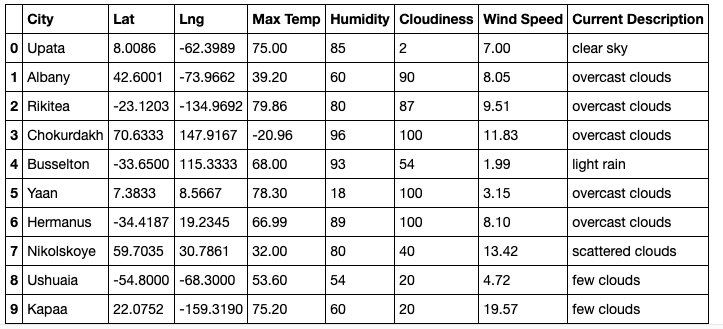 City Lat Lng Max Temp Humidity Cloudiness Wind Speed Current Description
0 Upata 8.0086 -62.3989 75.00 85 2 7.00 clear sky
1 Albany 42.6001 -73.9662 39.20 60 90 8.05 overcast clouds
2 Rikitea -23.1203 -134.9692 79.86 80 87 9.51 overcast clouds
3 Chokurdakh 70.6333 147.9167 -20.96 96 100 11.83 overcast clouds
4 Busselton -33.6500 115.3333 68.00 93 54 1.99 light rain
5 Yaan 7.3833 8.5667 78.30 18 100 3.15 overcast clouds
6 Hermanus -34.4187 19.2345 66.99 89 100 8.10 overcast clouds
7 Nikolskoye 59.7035 30.7861 32.00 80 40 13.42 scattered clouds
8 Ushuaia -54.8000 -68.3000 53.60 54 20 4.72 few clouds
9 Kapaa 22.0752 -159.3190 75.20 60 20 19.57 few clouds